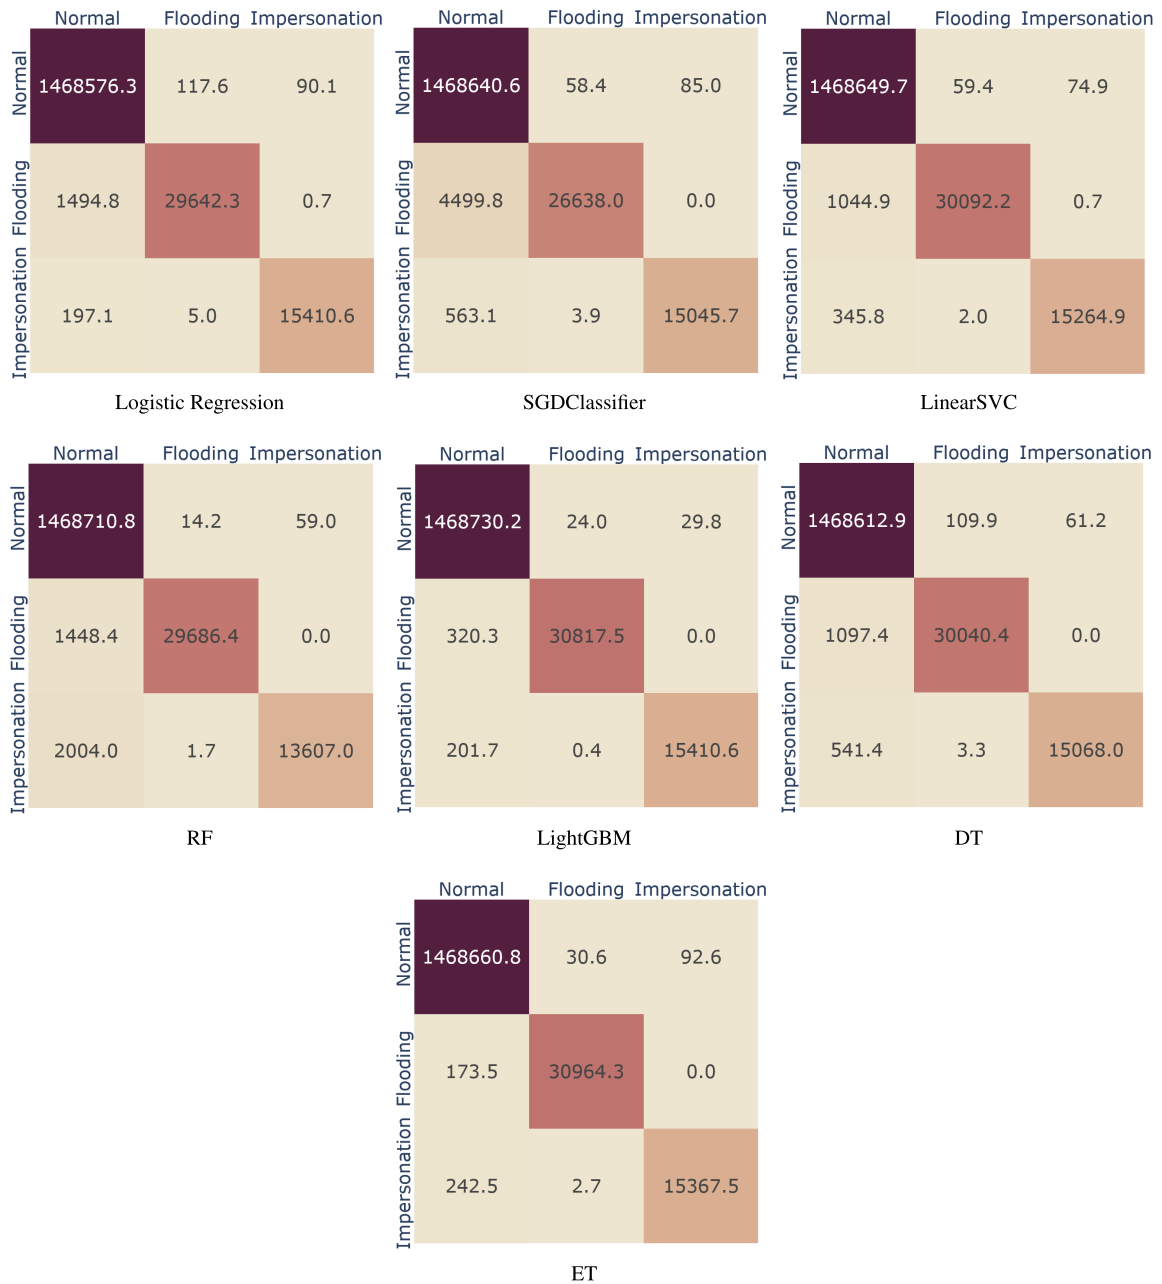 Normal Flooding Impersonation
Normal 1468576.3 117.6 90.1
Flooding 1494.8 29642.3 0.7
Impersonation 197.1 5.0 15410.6
Logistic Regression
Normal Flooding Impersonation
Normal 1468640.6 58.4 85.0
Flooding 4499.8 26638.0 0.0
Impersonation 563.1 3.9 15045.7
SGDClassifier
Normal Flooding Impersonation
Normal 1468649.7 59.4 74.9
Flooding 1044.9 30092.2 0.7
Impersonation 345.8 2.0 15264.9
LinearSVC
Normal Flooding Impersonation
Normal 1468710.8 14.2 59.0
Flooding 1448.4 29686.4 0.0
Impersonation 2004.0 1.7 13607.0
RF
Normal Flooding Impersonation
Normal 1468730.2 24.0 29.8
Flooding 320.3 30817.5 0.0
Impersonation 201.7 0.4 15410.6
LightGBM
Normal Flooding Impersonation
Normal 1468612.9 109.9 61.2
Flooding 1097.4 30040.4 0.0
Impersonation 541.4 3.3 15068.0
DT
Normal Flooding Impersonation
Normal 1468660.8 30.6 92.6
Flooding 173.5 30964.3 0.0
Impersonation 242.5 2.7 15367.5
ET